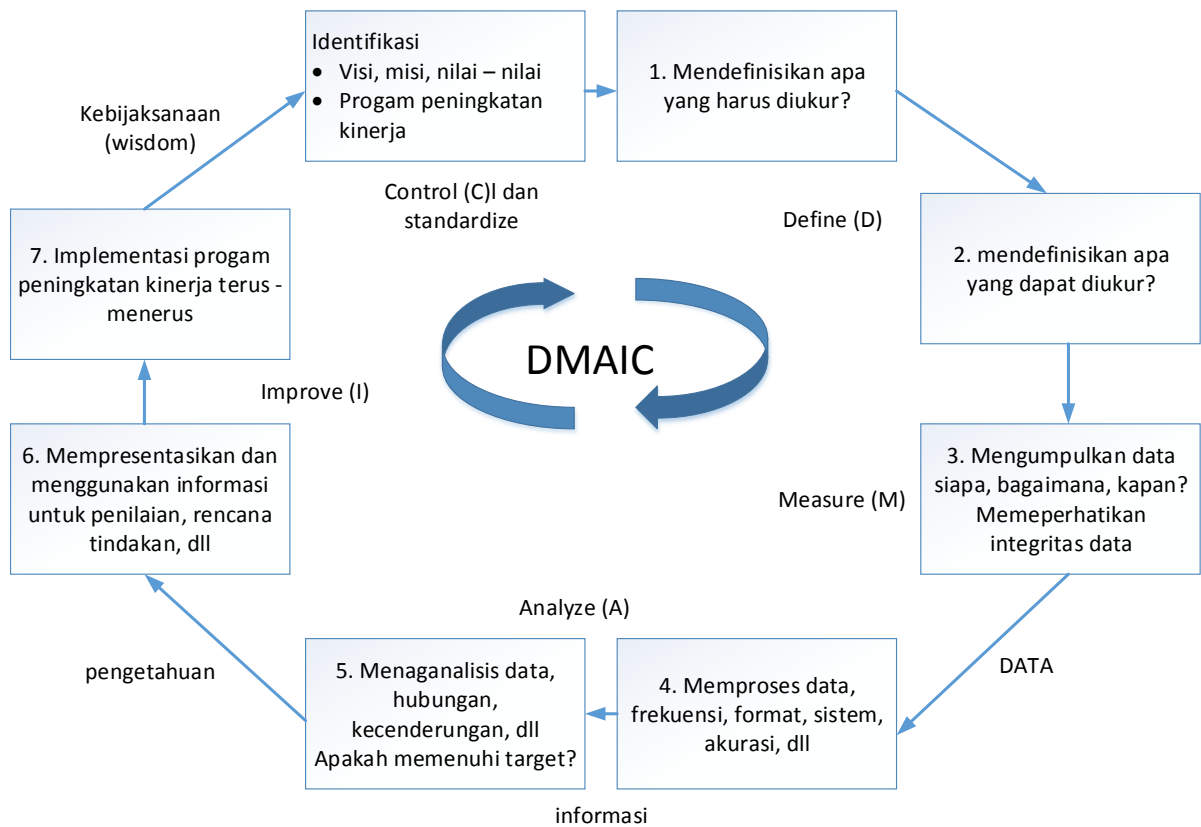 Identifikasi
• Visi, misi, nilai – nilai
• Progam peningkatan
kinerja
1. Mendefinisikan apa
yang harus diukur?
Kebijaksanaan
(wisdom)
Control (C)l dan
standardize
Define (D)
7. Implementasi progam
peningkatan kinerja terus -
menerus
2. mendefinisikan apa
yang dapat diukur?
DMAIC
Improve (I)
6. Mempresentasikan dan
menggunakan informasi
untuk penilaian, rencana
tindakan, dll
Measure (M)
3. Mengumpulkan data
siapa, bagaimana, kapan?
Memeperhatikan
integritas data
Analyze (A)
pengetahuan
5. Menaganalisis data,
hubungan,
kecenderungan, dll
Apakah memenuhi target?
4. Memproses data,
frekuensi, format, sistem,
akurasi, dll
DATA
informasi